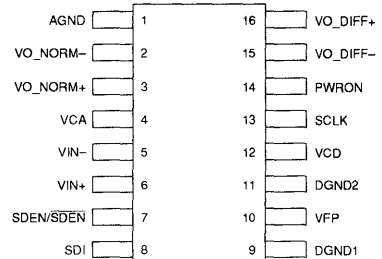 AGND 1 16 VO_DIFF+
VO_NORM– 2 15 VO_DIFF–
VO_NORM+ 3 14 PWRON
VCA 4 13 SCLK
VIN– 5 12 VCD
VIN+ 6 11 DGND2
SDEN/SDEN 7 10 VFP
SDI 8 9 DGND1